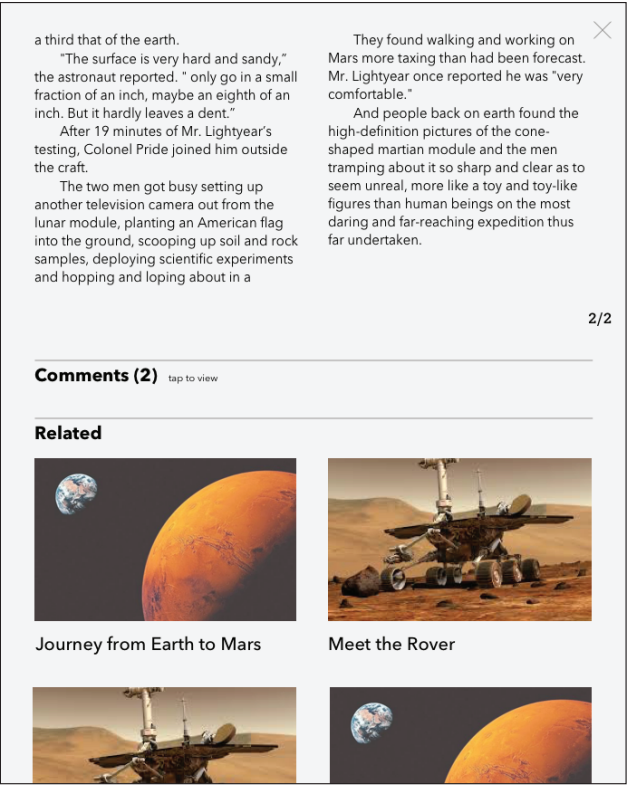 a third that of the earth.
"The surface is very hard and sandy,”
the astronaut reported. " only go in a small
fraction of an inch, maybe an eighth of an
inch. But it hardly leaves a dent.”
After 19 minutes of Mr. Lightyear’s
testing, Colonel Pride joined him outside
the craft.
The two men got busy setting up
another television camera out from the
lunar module, planting an American flag
into the ground, scooping up soil and rock
samples, deploying scientific experiments
and hopping and loping about in a
They found walking and working on
Mars more taxing than had been forecast.
Mr. Lightyear once reported he was "very
comfortable."
And people back on earth found the
high-definition pictures of the cone-
shaped martian module and the men
tramping about it so sharp and clear as to
seem unreal, more like a toy and toy-like
figures than human beings on the most
daring and far-reaching expedition thus
far undertaken.
2/2
Comments (2) tap to view
Related
Journey from Earth to Mars
Meet the Rover